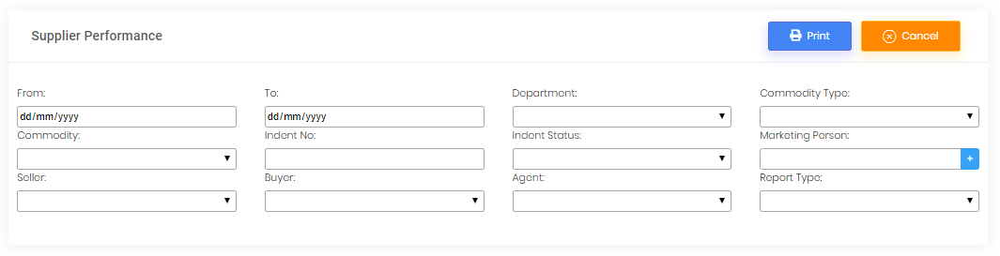 Supplier Performance
Print
Cancel
From:
To:
Department:
Commodity Type:
dd/mm/yyyy
dd/mm/yyyy
Commodity:
Indent No:
Indent Status:
Marketing Person:
+
Seller:
Buyer:
Agent:
Report Type: